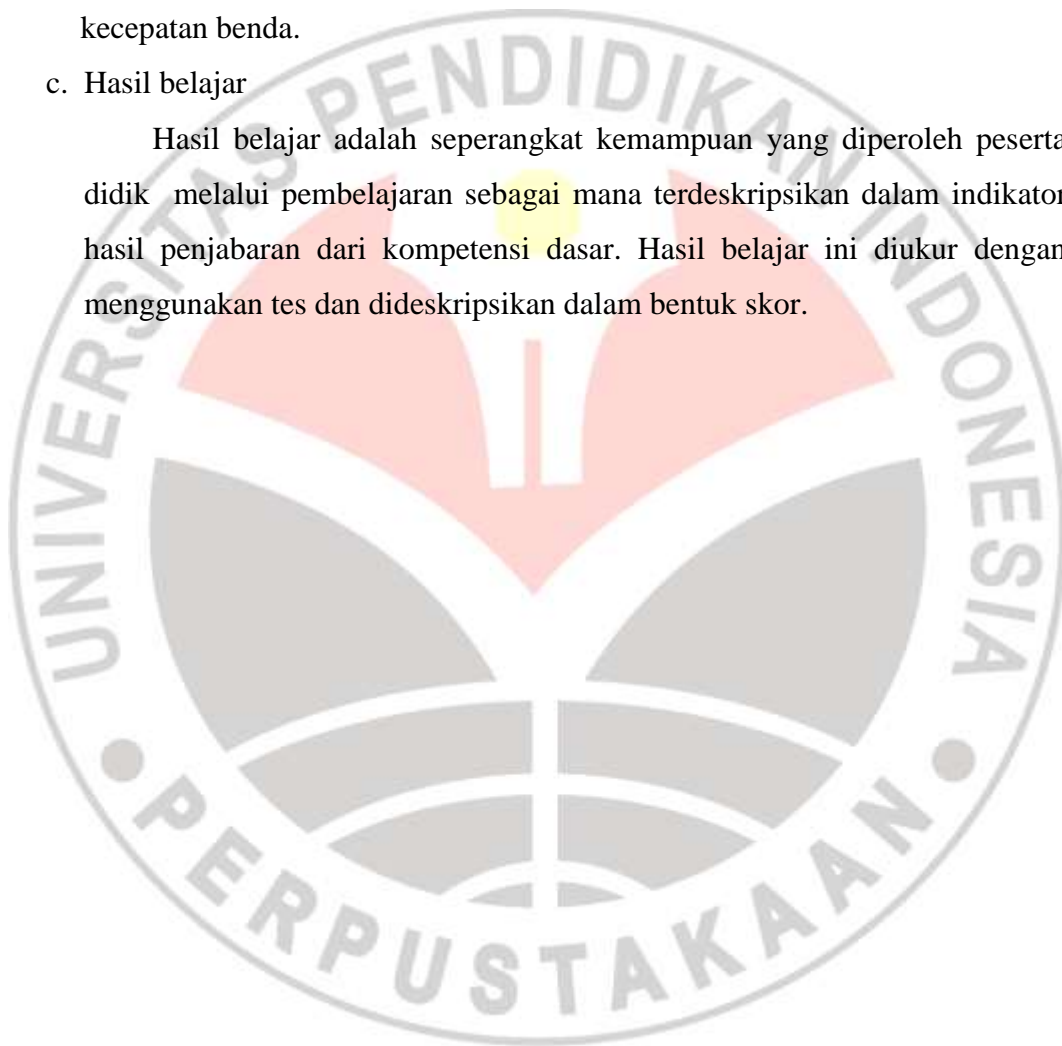 kecepatan benda.
c. Hasil belajar
Hasil belajar adalah seperangkat kemampuan yang diperoleh peserta
didik melalui pembelajaran sebagai mana terdeskripsikan dalam indikator
hasil penjabaran dari kompetensi dasar. Hasil belajar ini diukur dengan
menggunakan tes dan dideskripsikan dalam bentuk skor.
UNIVERSITAS PENDIDIKAN INDONESIA
PERPUSTAKAAN